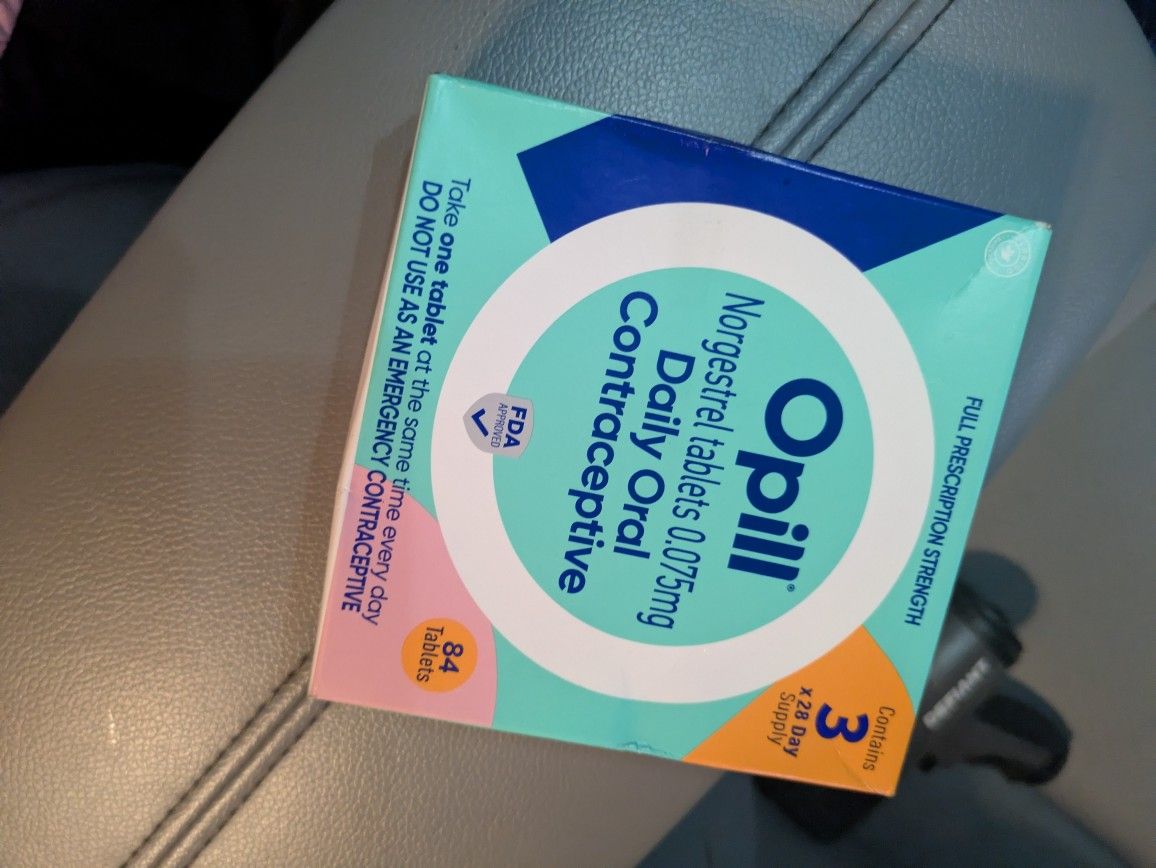 FULL PRESCRIPTION STRENGTH
Opill®
Norgestrel tablets 0.075mg
Daily Oral
Contraceptive
FDA
APPROVED
Contains
3
x 28 Day
Supply
84
Tablets
Take one tablet at the same time every day
DO NOT USE AS AN EMERGENCY CONTRACEPTIVE
DEFIANT